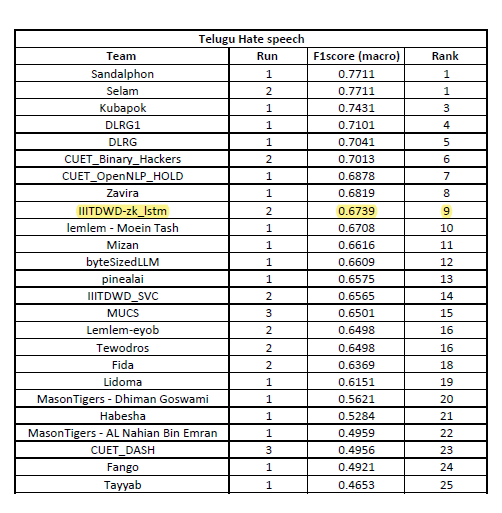 Telugu Hate speech
Team Run F1score (macro) Rank
Sandalphon 1 0.7711 1
Selam 2 0.7711 1
Kubapok 1 0.7431 3
DLRG1 1 0.7101 4
DLRG 1 0.7041 5
CUET_Binary_Hackers 2 0.7013 6
CUET_OpenNLP_HOLD 1 0.6878 7
Zavira 1 0.6819 8
IIITDWD-zk_lstm 2 0.6739 9
lemlem - Moein Tash 1 0.6708 10
Mizan 1 0.6616 11
byteSizedLLM 1 0.6609 12
pinealai 1 0.6575 13
IIITDWD_SVC 2 0.6565 14
MUCS 3 0.6501 15
Lemlem-eyob 2 0.6498 16
Tewodros 2 0.6498 16
Fida 2 0.6369 18
Lidoma 1 0.6151 19
MasonTigers - Dhiman Goswami 1 0.5621 20
Habesha 1 0.5284 21
MasonTigers - AL Nahian Bin Emran 1 0.4959 22
CUET_DASH 3 0.4956 23
Fango 1 0.4921 24
Tayyab 1 0.4653 25